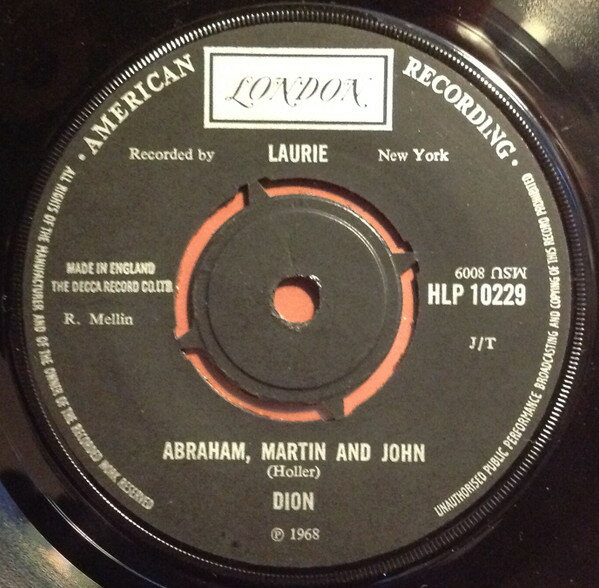 · AMERICAN RECORDING ·
LONDON
Recorded by LAURIE New York
MADE IN ENGLAND
THE DECCA RECORD CO.LTD.
R. Mellin
MSU 8009
HLP 10229
J/T
ABRAHAM, MARTIN AND JOHN
(Holler)
DION
℗ 1968
ALL RIGHTS OF THE MANUFACTURER AND OF THE OWNER OF THE RECORDED WORK RESERVED
UNAUTHORISED PUBLIC PERFORMANCE BROADCASTING AND COPYING OF THIS RECORD PROHIBITED